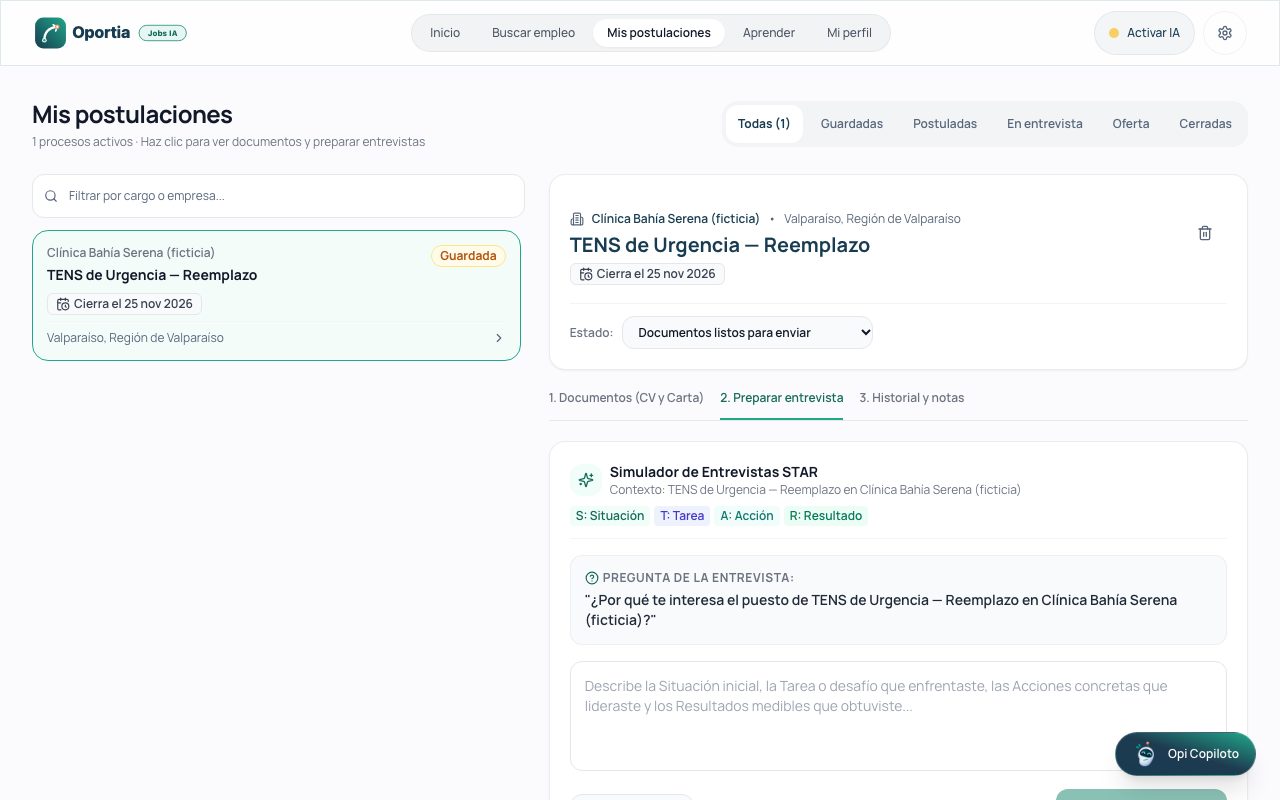 Oportia
Jobs IA
Inicio
Buscar empleo
Mis postulaciones
Aprender
Mi perfil
Activar IA
Mis postulaciones
1 procesos activos · Haz clic para ver documentos y preparar entrevistas
Todas (1)
Guardadas
Postuladas
En entrevista
Oferta
Cerradas
Filtrar por cargo o empresa...
Clínica Bahía Serena (ficticia)
Guardada
TENS de Urgencia — Reemplazo
Cierra el 25 nov 2026
Valparaíso, Región de Valparaíso
Clínica Bahía Serena (ficticia) • Valparaíso, Región de Valparaíso
TENS de Urgencia — Reemplazo
Cierra el 25 nov 2026
Estado: Documentos listos para enviar
1. Documentos (CV y Carta)
2. Preparar entrevista
3. Historial y notas
Simulador de Entrevistas STAR
Contexto: TENS de Urgencia — Reemplazo en Clínica Bahía Serena (ficticia)
S: Situación
T: Tarea
A: Acción
R: Resultado
PREGUNTA DE LA ENTREVISTA:
"¿Por qué te interesa el puesto de TENS de Urgencia — Reemplazo en Clínica Bahía Serena
(ficticia)?"
Describe la Situación inicial, la Tarea o desafío que enfrentaste, las Acciones concretas que
lideraste y los Resultados medibles que obtuviste...
Opi Copiloto